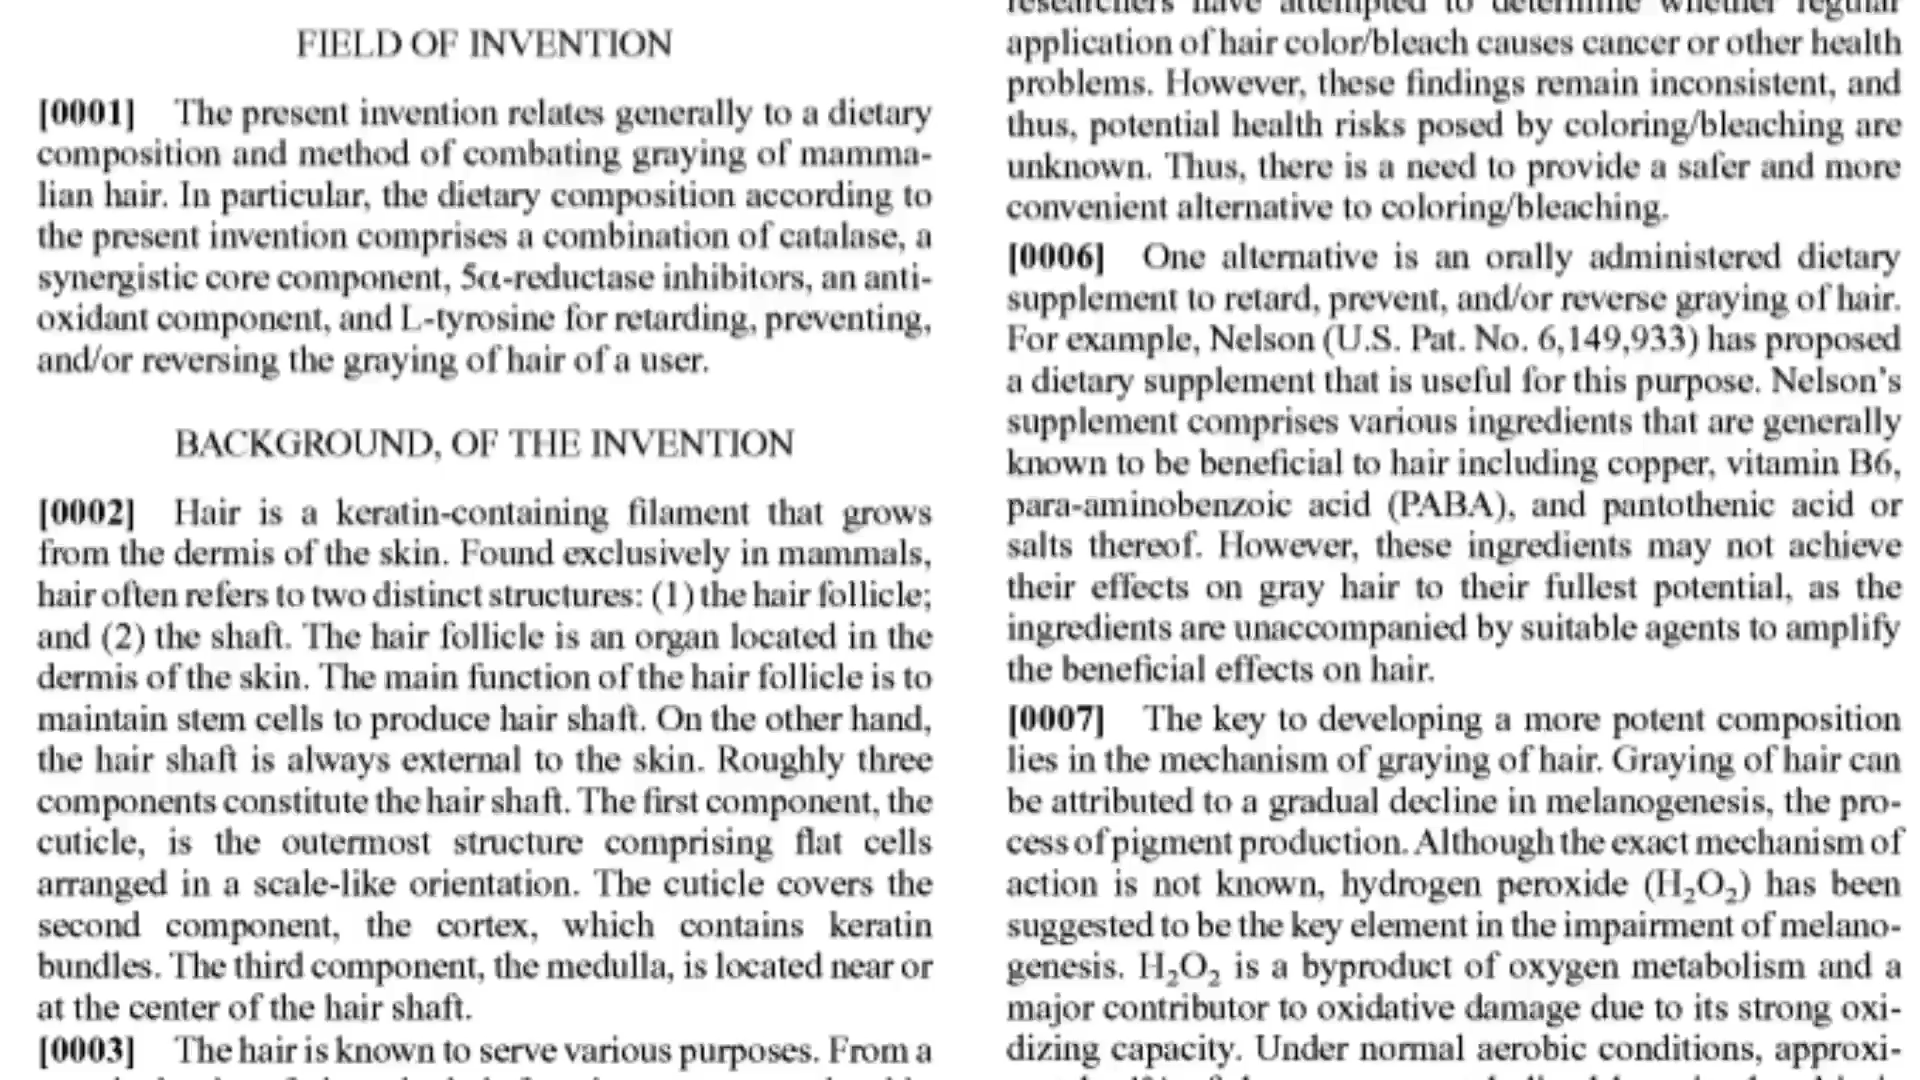 FIELD OF INVENTION
[0001] The present invention relates generally to a dietary
composition and method of combating graying of mamma-
lian hair. In particular, the dietary composition according to
the present invention comprises a combination of catalase, a
synergistic core component, 5α-reductase inhibitors, an anti-
oxidant component, and L-tyrosine for retarding, preventing,
and/or reversing the graying of hair of a user.
BACKGROUND, OF THE INVENTION
[0002] Hair is a keratin-containing filament that grows
from the dermis of the skin. Found exclusively in mammals,
hair often refers to two distinct structures: (1) the hair follicle;
and (2) the shaft. The hair follicle is an organ located in the
dermis of the skin. The main function of the hair follicle is to
maintain stem cells to produce hair shaft. On the other hand,
the hair shaft is always external to the skin. Roughly three
components constitute the hair shaft. The first component, the
cuticle, is the outermost structure comprising flat cells
arranged in a scale-like orientation. The cuticle covers the
second component, the cortex, which contains keratin
bundles. The third component, the medulla, is located near or
at the center of the hair shaft.
[0003] The hair is known to serve various purposes. From a
researchers have attempted to determine whether regular
application of hair color/bleach causes cancer or other health
problems. However, these findings remain inconsistent, and
thus, potential health risks posed by coloring/bleaching are
unknown. Thus, there is a need to provide a safer and more
convenient alternative to coloring/bleaching.
[0006] One alternative is an orally administered dietary
supplement to retard, prevent, and/or reverse graying of hair.
For example, Nelson (U.S. Pat. No. 6,149,933) has proposed
a dietary supplement that is useful for this purpose. Nelson's
supplement comprises various ingredients that are generally
known to be beneficial to hair including copper, vitamin B6,
para-aminobenzoic acid (PABA), and pantothenic acid or
salts thereof. However, these ingredients may not achieve
their effects on gray hair to their fullest potential, as the
ingredients are unaccompanied by suitable agents to amplify
the beneficial effects on hair.
[0007] The key to developing a more potent composition
lies in the mechanism of graying of hair. Graying of hair can
be attributed to a gradual decline in melanogenesis, the pro-
cess of pigment production. Although the exact mechanism of
action is not known, hydrogen peroxide (H₂O₂) has been
suggested to be the key element in the impairment of melano-
genesis. H₂O₂ is a byproduct of oxygen metabolism and a
major contributor to oxidative damage due to its strong oxi-
dizing capacity. Under normal aerobic conditions, approxi-